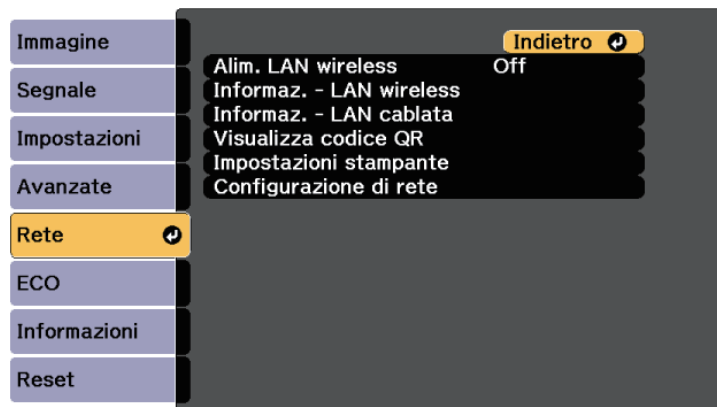 Immagine
Segnale
Impostazioni
Avanzate
Rete
ECO
Informazioni
Reset
Indietro
Alim. LAN wireless Off
Informaz. - LAN wireless
Informaz. - LAN cablata
Visualizza codice QR
Impostazioni stampante
Configurazione di rete